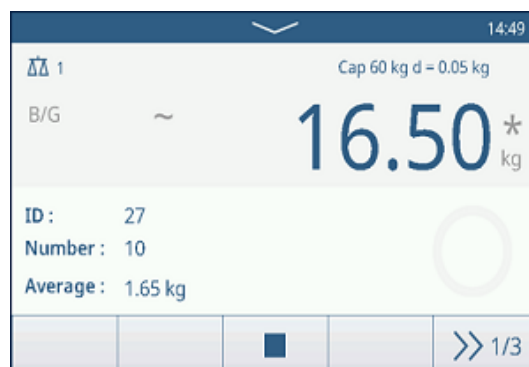 14:49
1 Cap 60 kg d = 0.05 kg
B/G ~ 16.50 * kg
ID : 27
Number : 10
Average : 1.65 kg
1/3